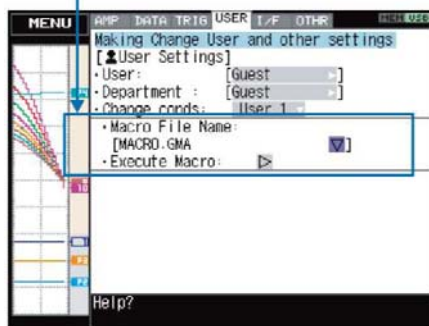 MENU
AMP DATA TRIG USER I/F OTHR
Making Change User and other settings
[User Settings]
・User: [Guest ]
・Department : [Guest ]
・Change conds: User 1
・Macro File Name:
[MACRO.GMA ]
・Execute Macro:
10
Help?